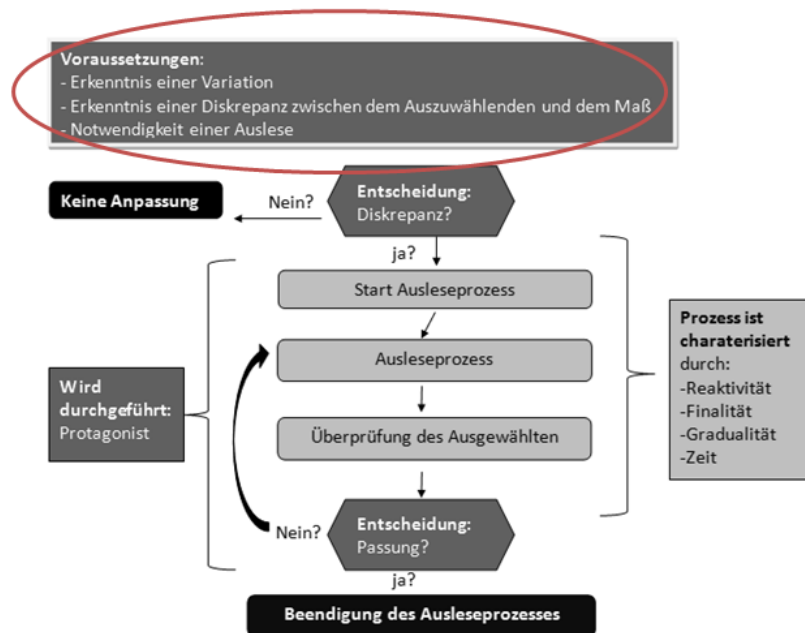 Voraussetzungen:
- Erkenntnis einer Variation
- Erkenntnis einer Diskrepanz zwischen dem Auszuwählenden und dem Maß
- Notwendigkeit einer Auslese
Keine Anpassung
Nein?
Entscheidung:
Diskrepanz?
ja?
Start Ausleseprozess
Ausleseprozess
Überprüfung des Ausgewählten
Wird
durchgeführt:
Protagonist
Prozess ist
charaterisiert
durch:
-Reaktivität
-Finalität
-Gradualität
-Zeit
Nein?
Entscheidung:
Passung?
ja?
Beendigung des Ausleseprozesses